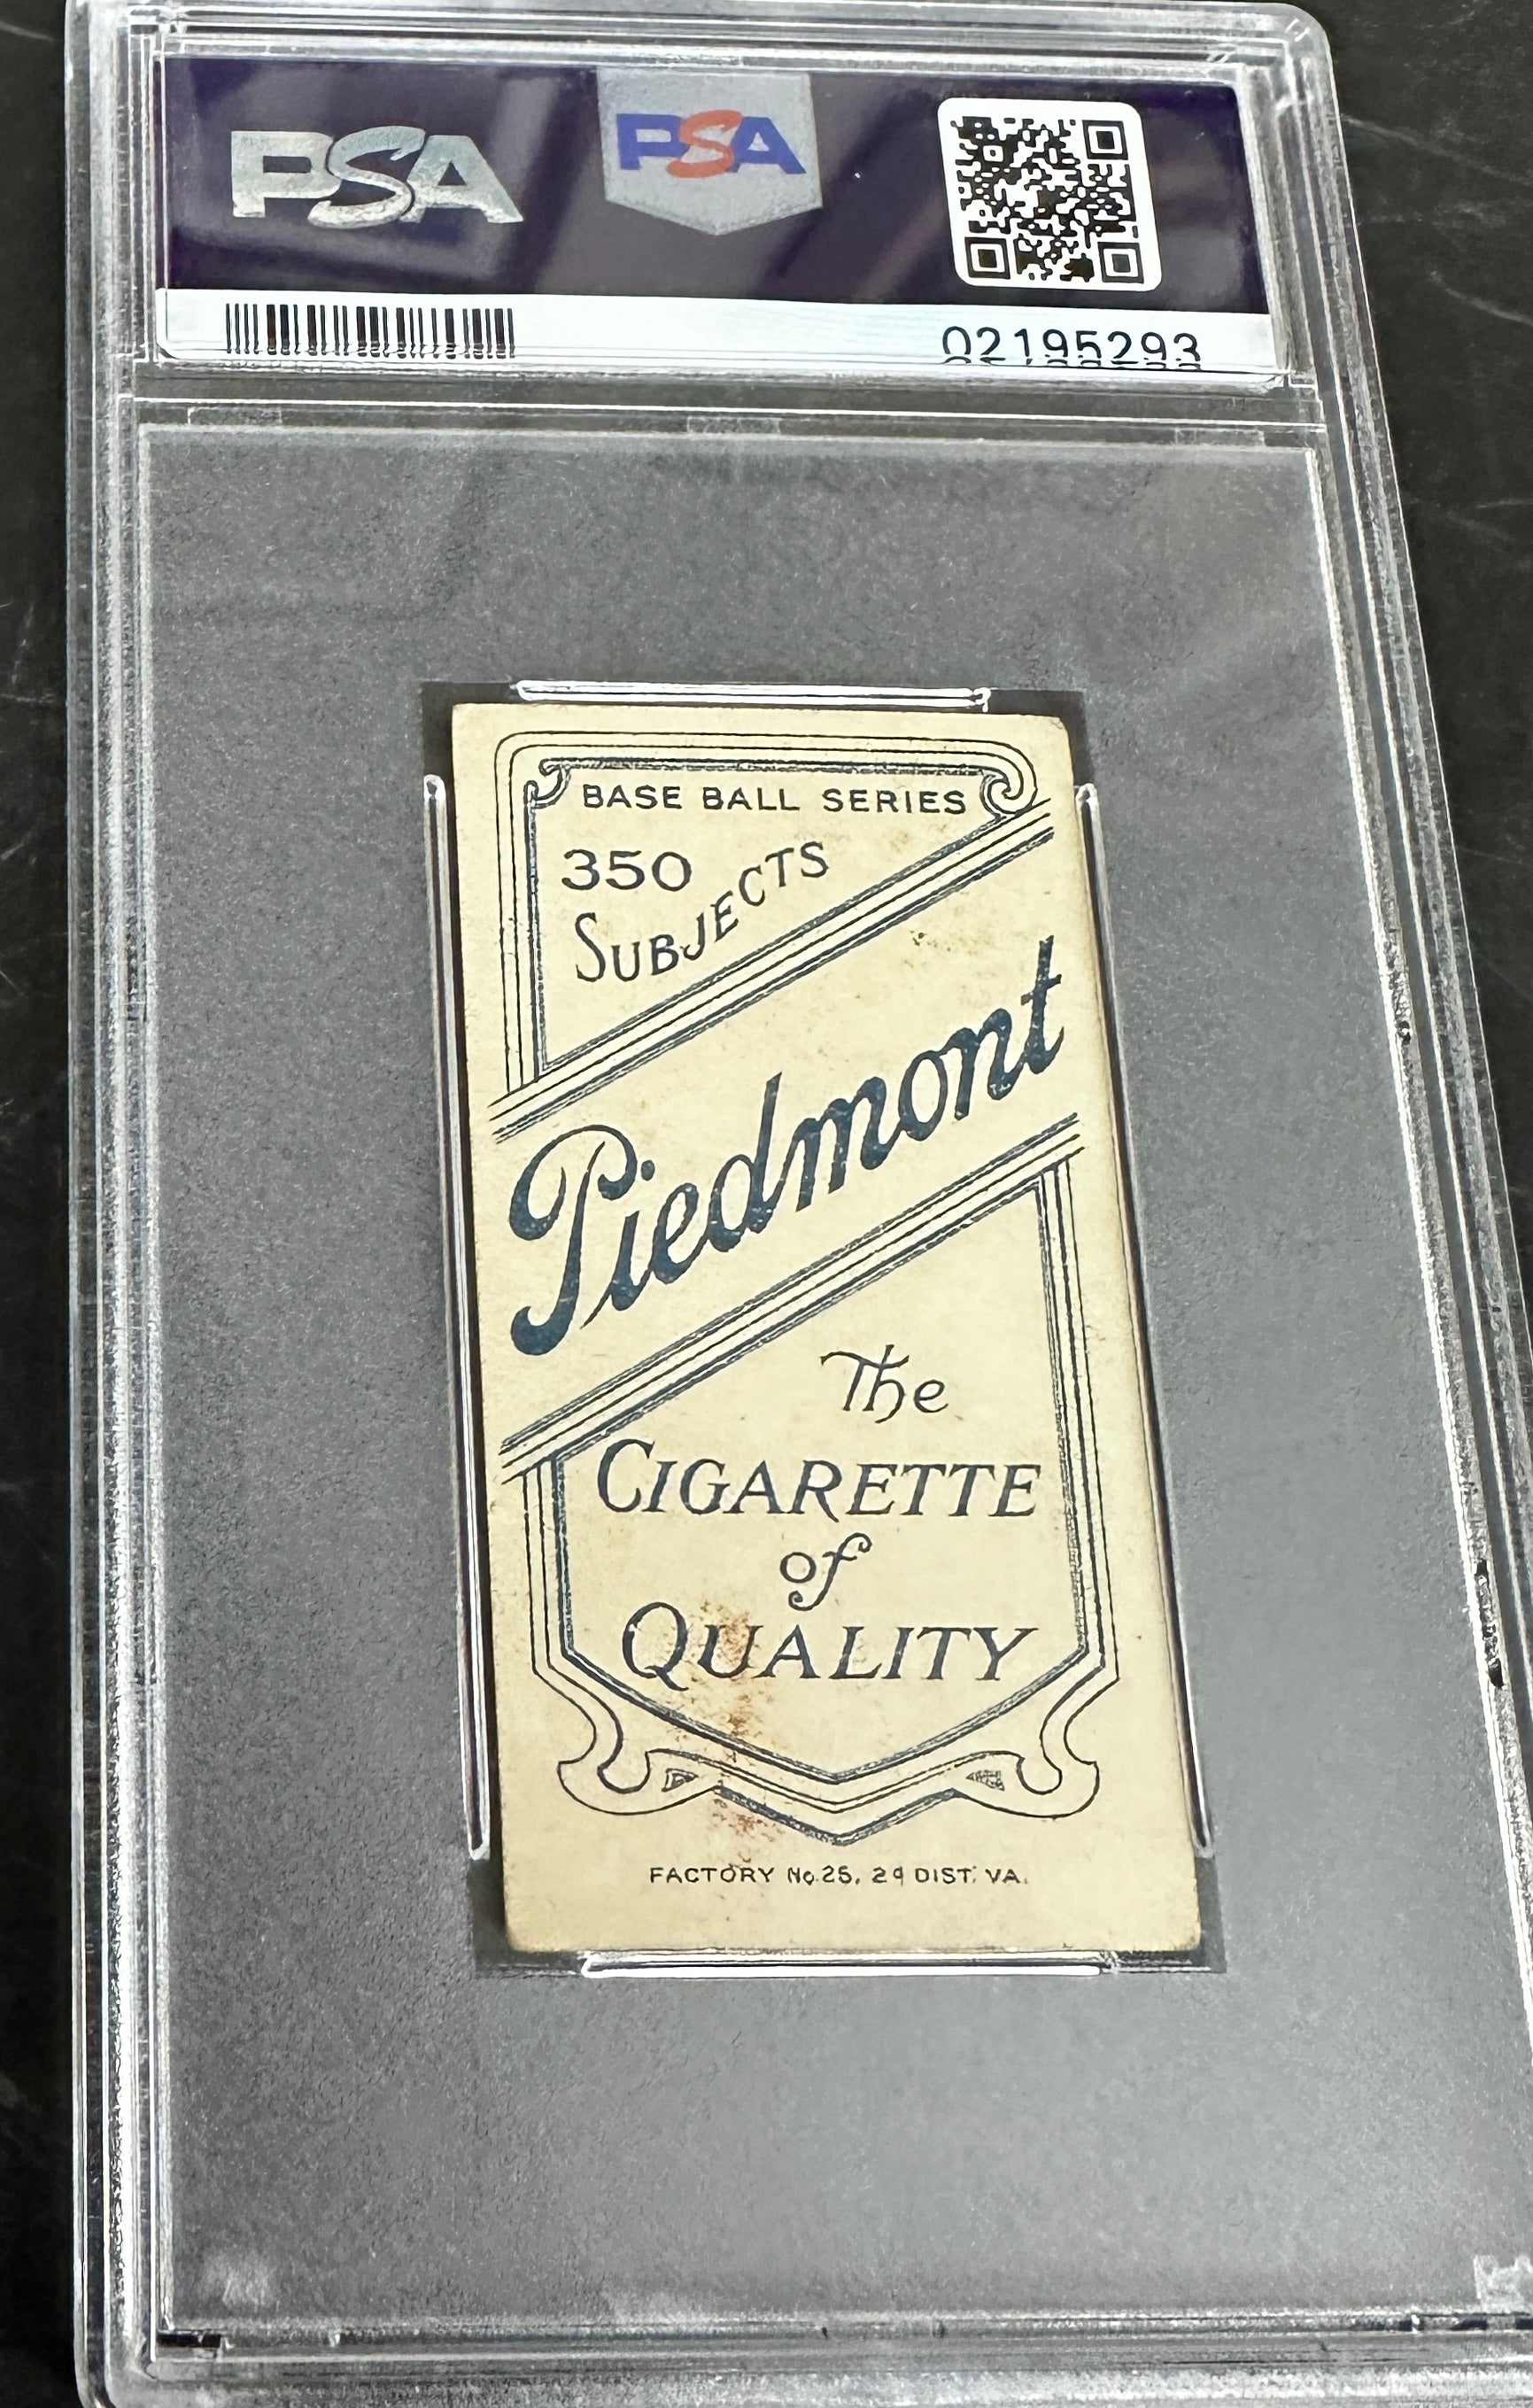 PSA
PSA
02195293
BASE BALL SERIES
350
SUBJECTS
Piedmont
The
CIGARETTE
of
QUALITY
FACTORY No. 25, 2d DIST. VA.